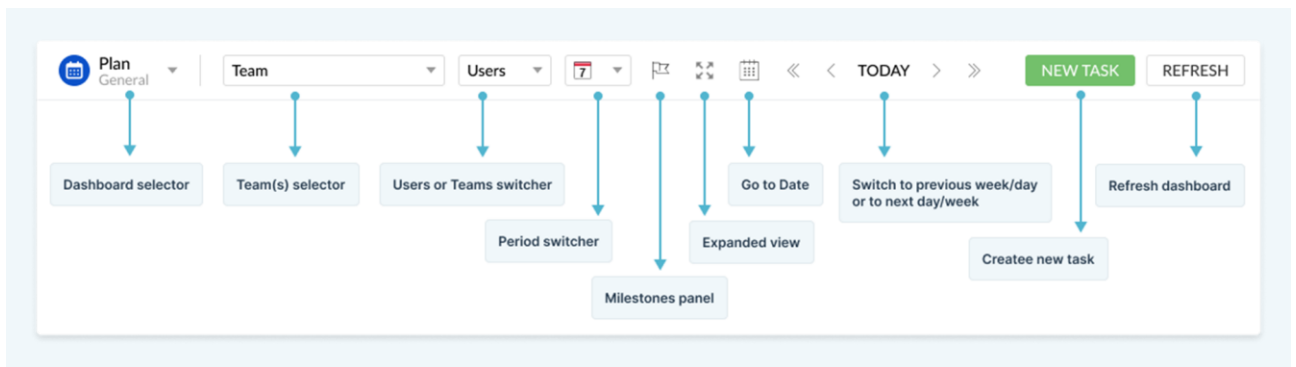 Plan
General
Team
Users
7
TODAY
NEW TASK
REFRESH
Dashboard selector
Team(s) selector
Users or Teams switcher
Go to Date
Switch to previous week/day
or to next day/week
Refresh dashboard
Period switcher
Expanded view
Createe new task
Milestones panel